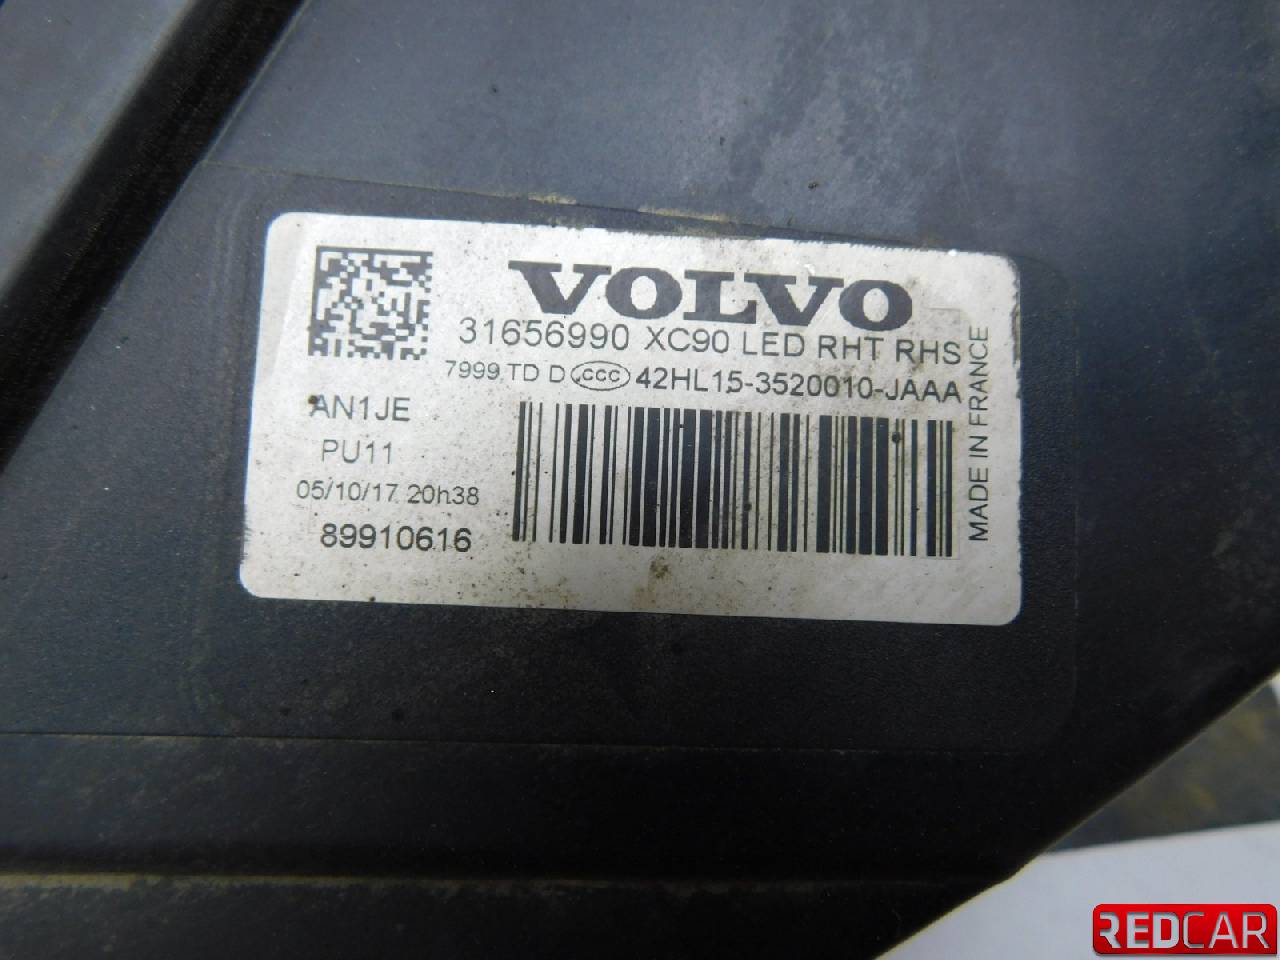 VOLVO
31656990 XC90 LED RHT RHS
7999 TD D CCC 42HL15-3520010-JAAA
AN1JE
PU11
05/10/17 20h38
89910616
MADE IN FRANCE
REDCAR